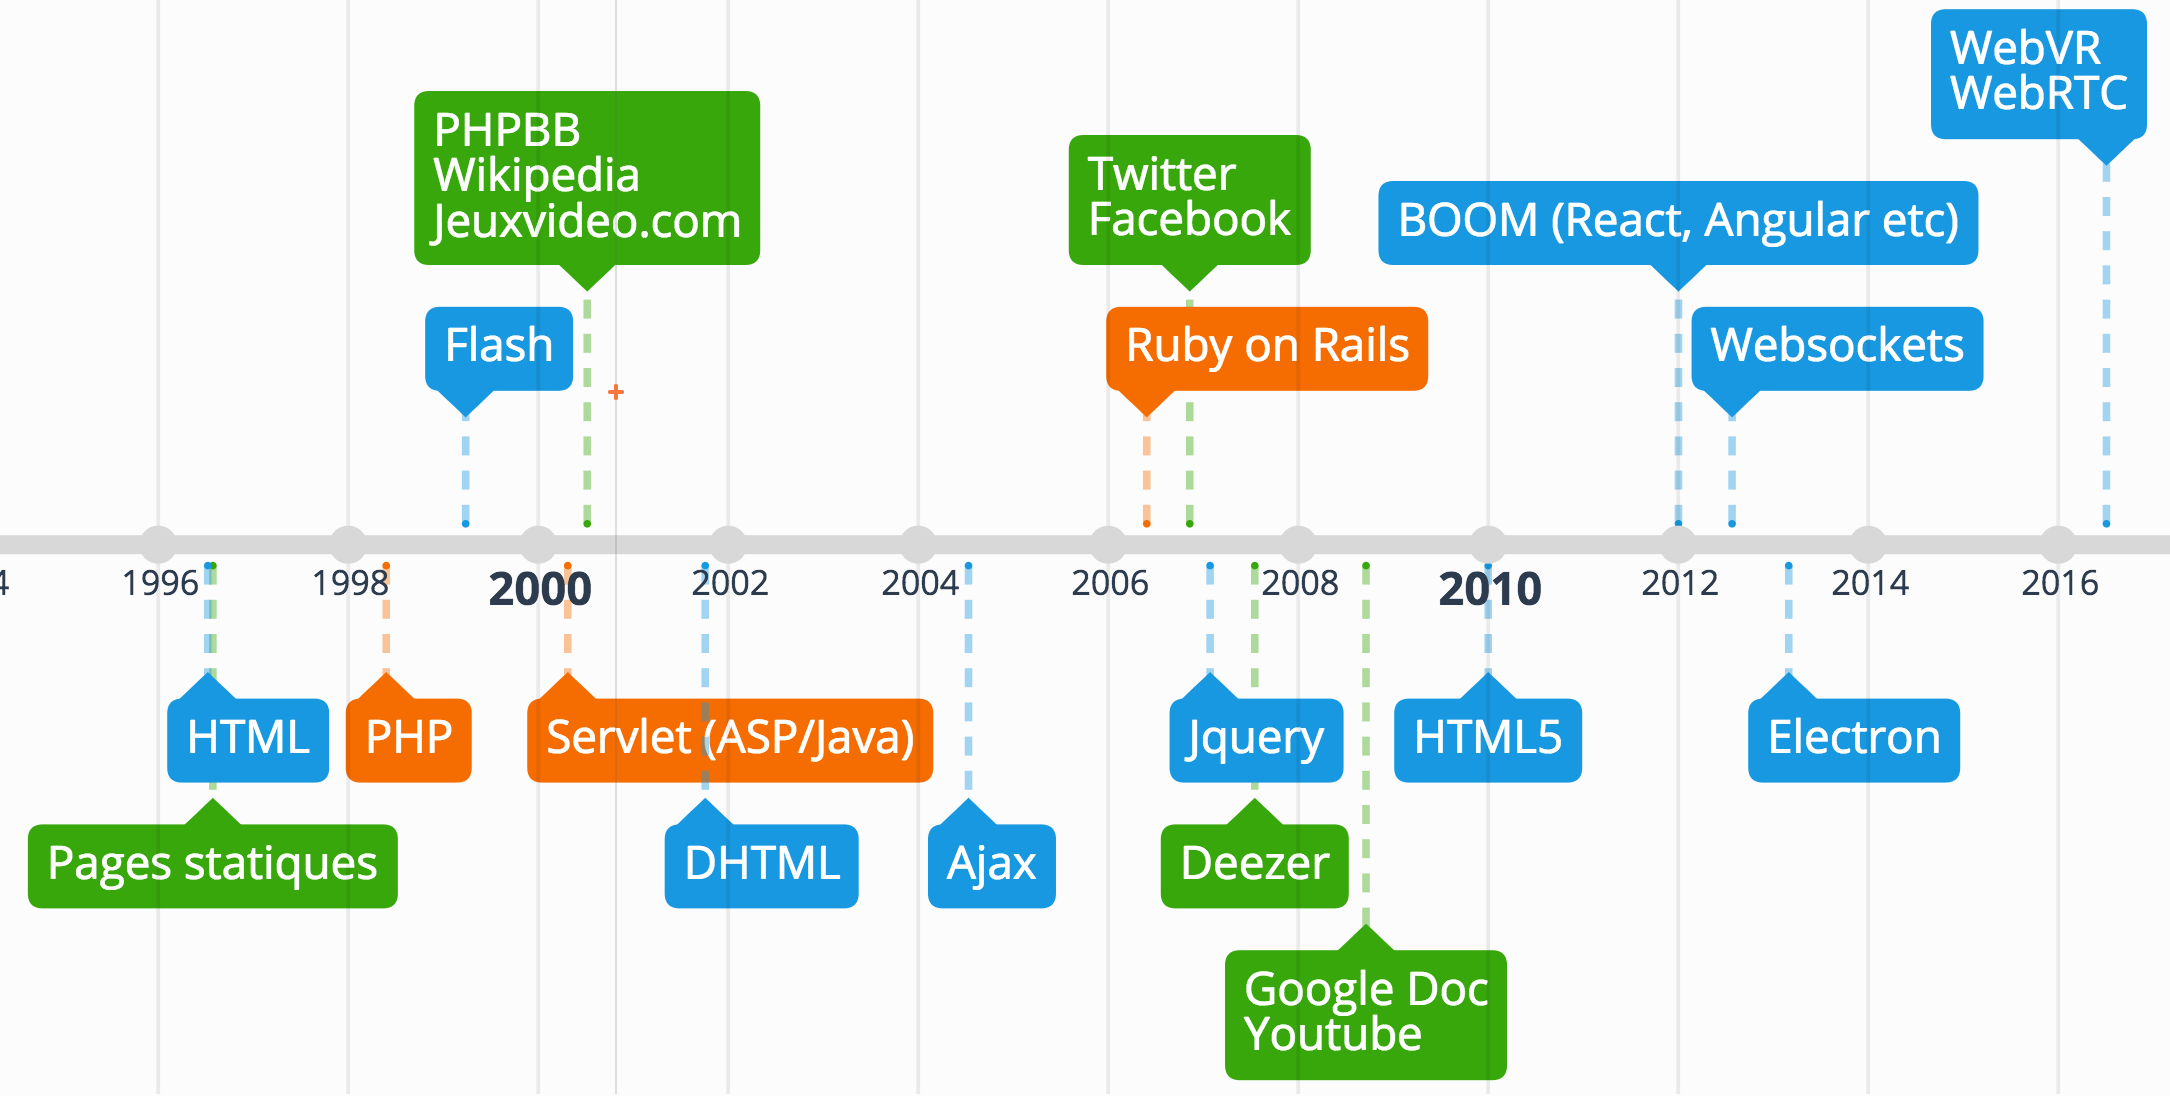 WebVR
WebRTC
PHPBB
Wikipedia
Jeuxvideo.com
Twitter
Facebook
BOOM (React, Angular etc)
Flash
Ruby on Rails
Websockets
4
1996
1998
2000
2002
2004
2006
2008
2010
2012
2014
2016
HTML
PHP
Servlet (ASP/Java)
Jquery
HTML5
Electron
Pages statiques
DHTML
Ajax
Deezer
Google Doc
Youtube